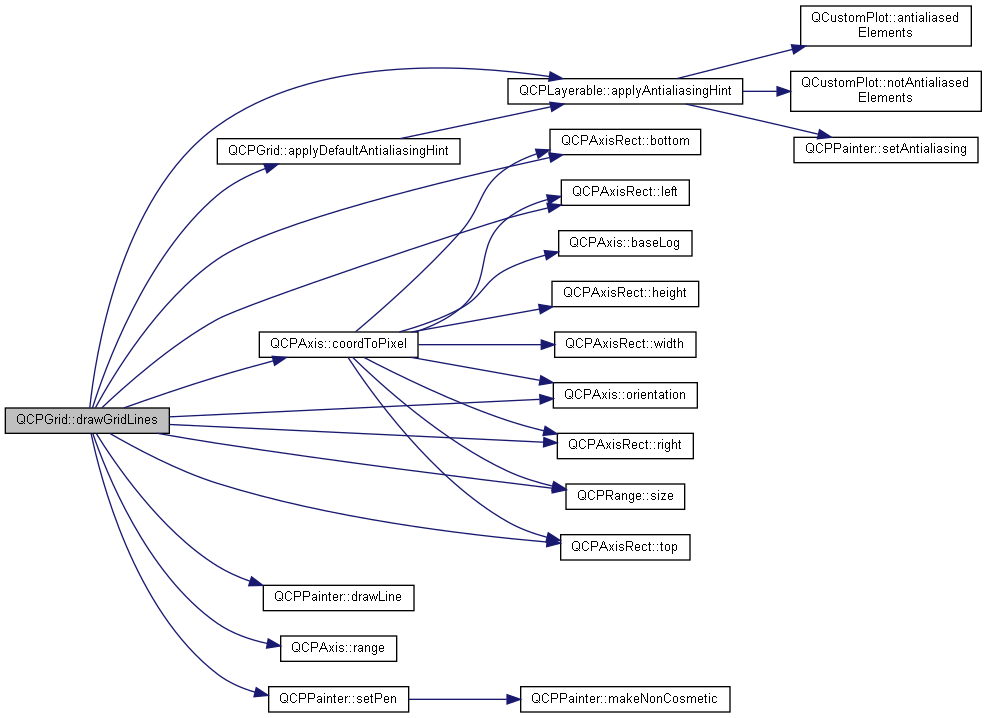 QCustomPlot::antialiased
Elements
QCPLayerable::applyAntialiasingHint
QCustomPlot::notAntialiased
Elements
QCPGrid::applyDefaultAntialiasingHint
QCPAxisRect::bottom
QCPPainter::setAntialiasing
QCPAxisRect::left
QCPAxis::baseLog
QCPAxisRect::height
QCPAxis::coordToPixel
QCPAxisRect::width
QCPAxis::orientation
QCPGrid::drawGridLines
QCPAxisRect::right
QCPRange::size
QCPAxisRect::top
QCPPainter::drawLine
QCPAxis::range
QCPPainter::setPen
QCPPainter::makeNonCosmetic